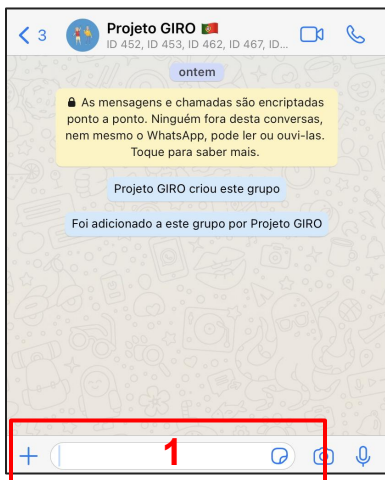 3
Projeto GIRO 🇵🇹
ID 452, ID 453, ID 462, ID 467, ID...
ontem
As mensagens e chamadas são encriptadas
ponto a ponto. Ninguém fora desta conversas,
nem mesmo o WhatsApp, pode ler ou ouvi-las.
Toque para saber mais.
Projeto GIRO criou este grupo
Foi adicionado a este grupo por Projeto GIRO
1